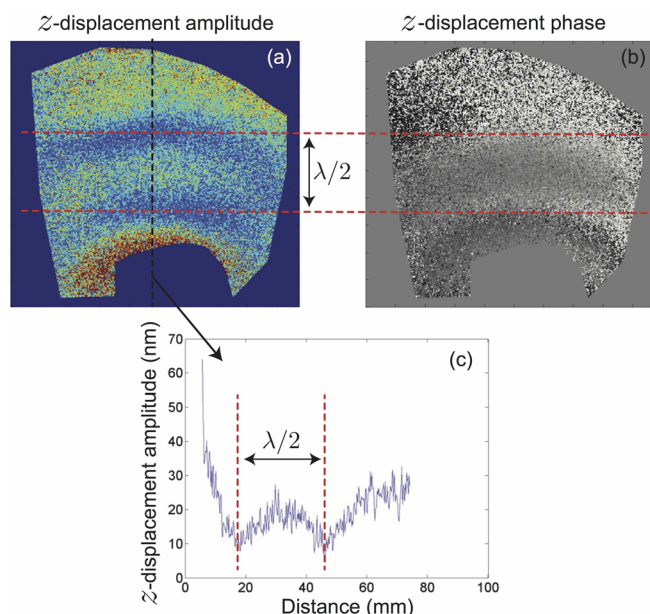 z-displacement amplitude
z-displacement phase
(a)
(b)
λ/2
(c)
z-displacement amplitude (nm)
70
60
50
40
30
20
10
0
λ/2
0
20
40
60
80
100
Distance (mm)